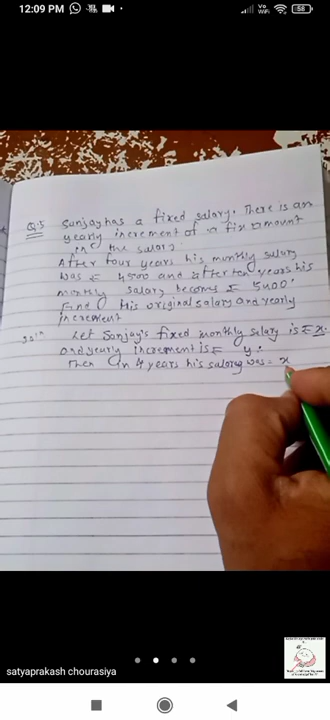 12:09 PM
Vo
WiFi
58
Q.5 Sanjay has a fixed salary. There is an
yearly increment of a fix amount
in the salary
After four years his monthly salary
was ₹ 4500 and after ten years his
monthly salary becomes ₹ 5400.
Find his original salary and yearly
increment
Let Sanjay's fixed monthly salary is ₹ x.
and yearly increment is ₹ y.
Then in 4 years his salary was = x
satyaprakash chourasiya